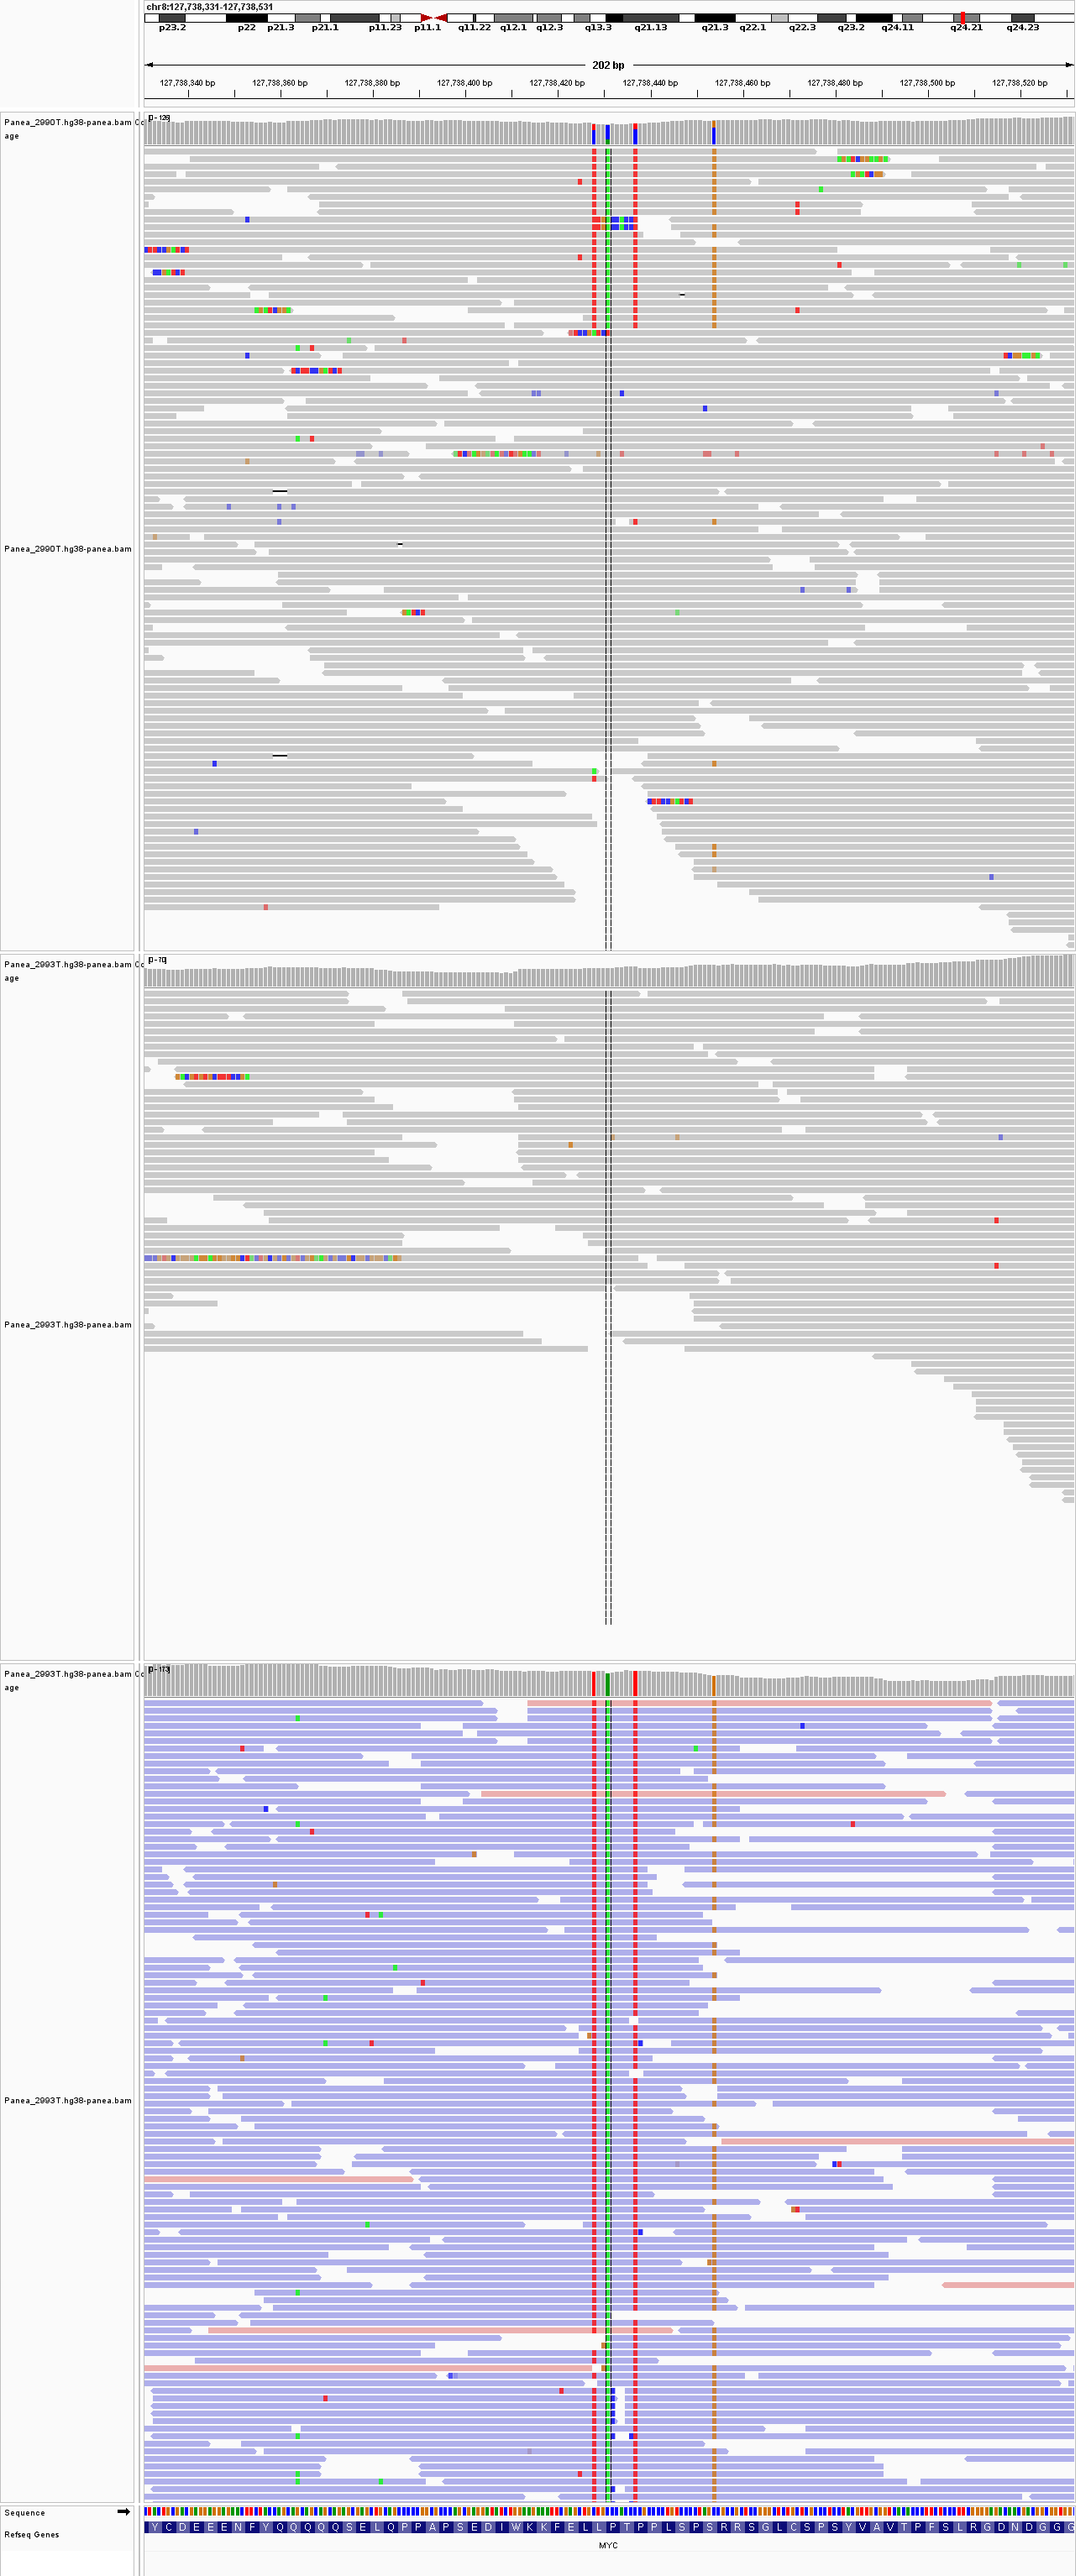 chr8:127,738,331-127,738,531
p23.2 p22 p21.3 p21.1 p11.23 p11.1 q11.22 q12.1 q12.3 q13.3 q21.13 q21.3 q22.1 q22.3 q23.2 q24.11 q24.21 q24.23
202 bp
127,738,340 bp 127,738,360 bp 127,738,380 bp 127,738,400 bp 127,738,420 bp 127,738,440 bp 127,738,460 bp 127,738,480 bp 127,738,500 bp 127,738,520 bp
Panea_2990T.hg38-panea.bam
age
Panea_2990T.hg38-panea.bam
Panea_2993T.hg38-panea.bam
age
Panea_2993T.hg38-panea.bam
Panea_2993T.hg38-panea.bam
age
Panea_2993T.hg38-panea.bam
Sequence
Refseq Genes
Y C D E E E N F Y Q Q Q Q Q S E L Q P P A P S E D I W K K F E L L P T P P L S P S R R S G L C S P S Y V A V T P F S L R G D N D G G G
MYC